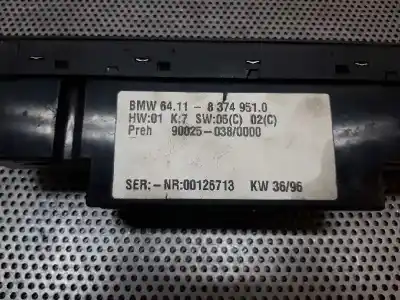 BMW 64.11 - 8 374 951.0
HW:01 K:7 SW:05(C) 02(C)
Preh 90025-038/0000
SER:-NR:00126713 KW 36/96